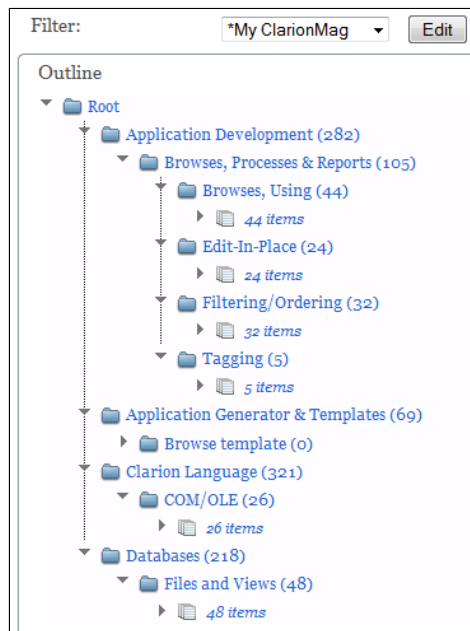 Filter: *My ClarionMag Edit
Outline
Root
Application Development (282)
Browses, Processes & Reports (105)
Browses, Using (44)
44 items
Edit-In-Place (24)
24 items
Filtering/Ordering (32)
32 items
Tagging (5)
5 items
Application Generator & Templates (69)
Browse template (0)
Clarion Language (321)
COM/OLE (26)
26 items
Databases (218)
Files and Views (48)
48 items